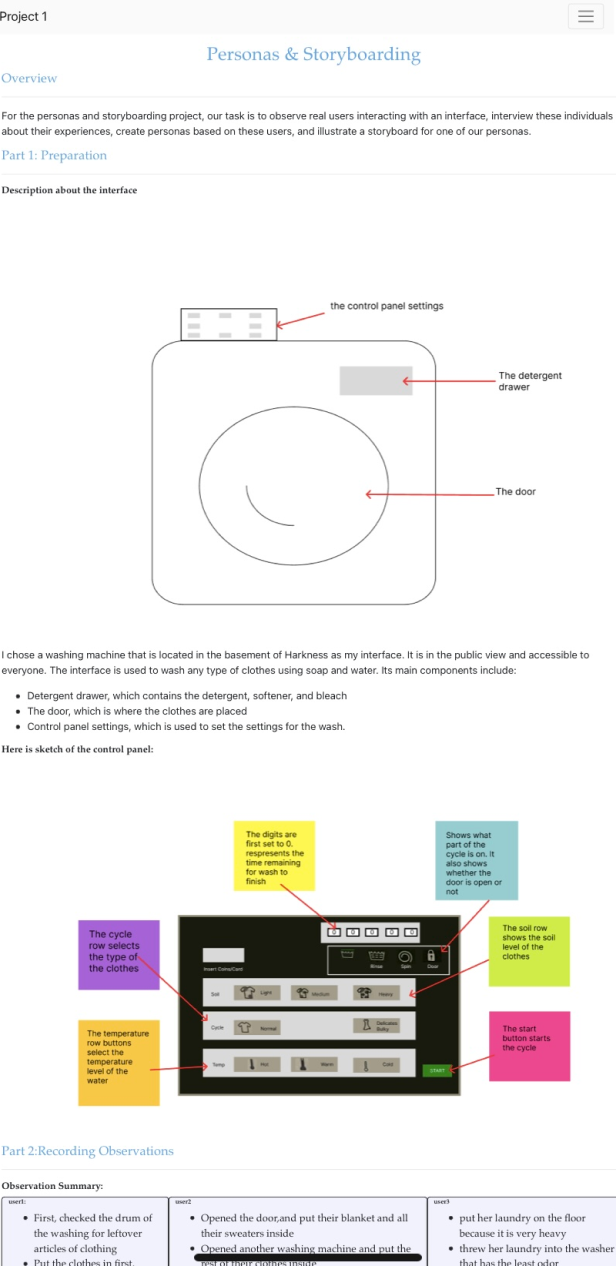 Project 1
Personas & Storyboarding
Overview
For the personas and storyboarding project, our task is to observe real users interacting with an interface, interview these individuals
about their experiences, create personas based on these users, and illustrate a storyboard for one of our personas.
Part 1: Preparation
Description about the interface
the control panel settings
The detergent
drawer
The door
I chose a washing machine that is located in the basement of Harkness as my interface. It is in the public view and accessible to
everyone. The interface is used to wash any type of clothes using soap and water. Its main components include:
Detergent drawer, which contains the detergent, softener, and bleach
The door, which is where the clothes are placed
Control panel settings, which is used to set the settings for the wash.
Here is sketch of the control panel:
The digits are
first set to 0.
respresents the
time remaining
for wash to
finish
Shows what
part of the
cycle is on. It
also shows
whether the
door is open or
not
The cycle
row selects
the type of
the clothes
The soil row
shows the soil
level of the
clothes
The temperature
row buttons
select the
temperature
level of the
water
The start
button starts
the cycle
0 0 0 0 0
Insert Coins/Card
Rinse Spin Door
Soil Light Medium Heavy
Cycle Normal Delicates
Bulky
Temp Hot Warm Cold
START
Part 2:Recording Observations
Observation Summary:
user1:
First, checked the drum of
the washing for leftover
articles of clothing
Put the clothes in first,
user2
Opened the door,and put their blanket and all
their sweaters inside
Opened another washing machine and put the
rest of their clothes inside
user3
put her laundry on the floor
because it is very heavy
threw her laundry into the washer
that has the least odor